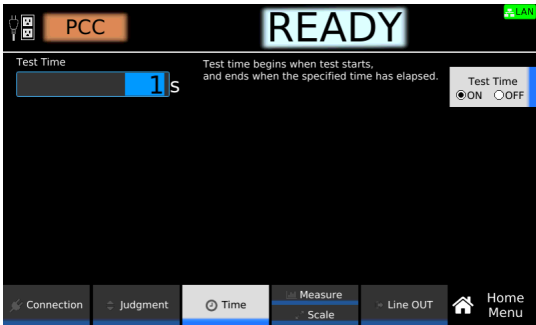 PCC
READY
LAN
Test Time
1 s
Test time begins when test starts,
and ends when the specified time has elapsed.
Test Time
ON OFF
Connection
Judgment
Time
Measure
Scale
Line OUT
Home
Menu